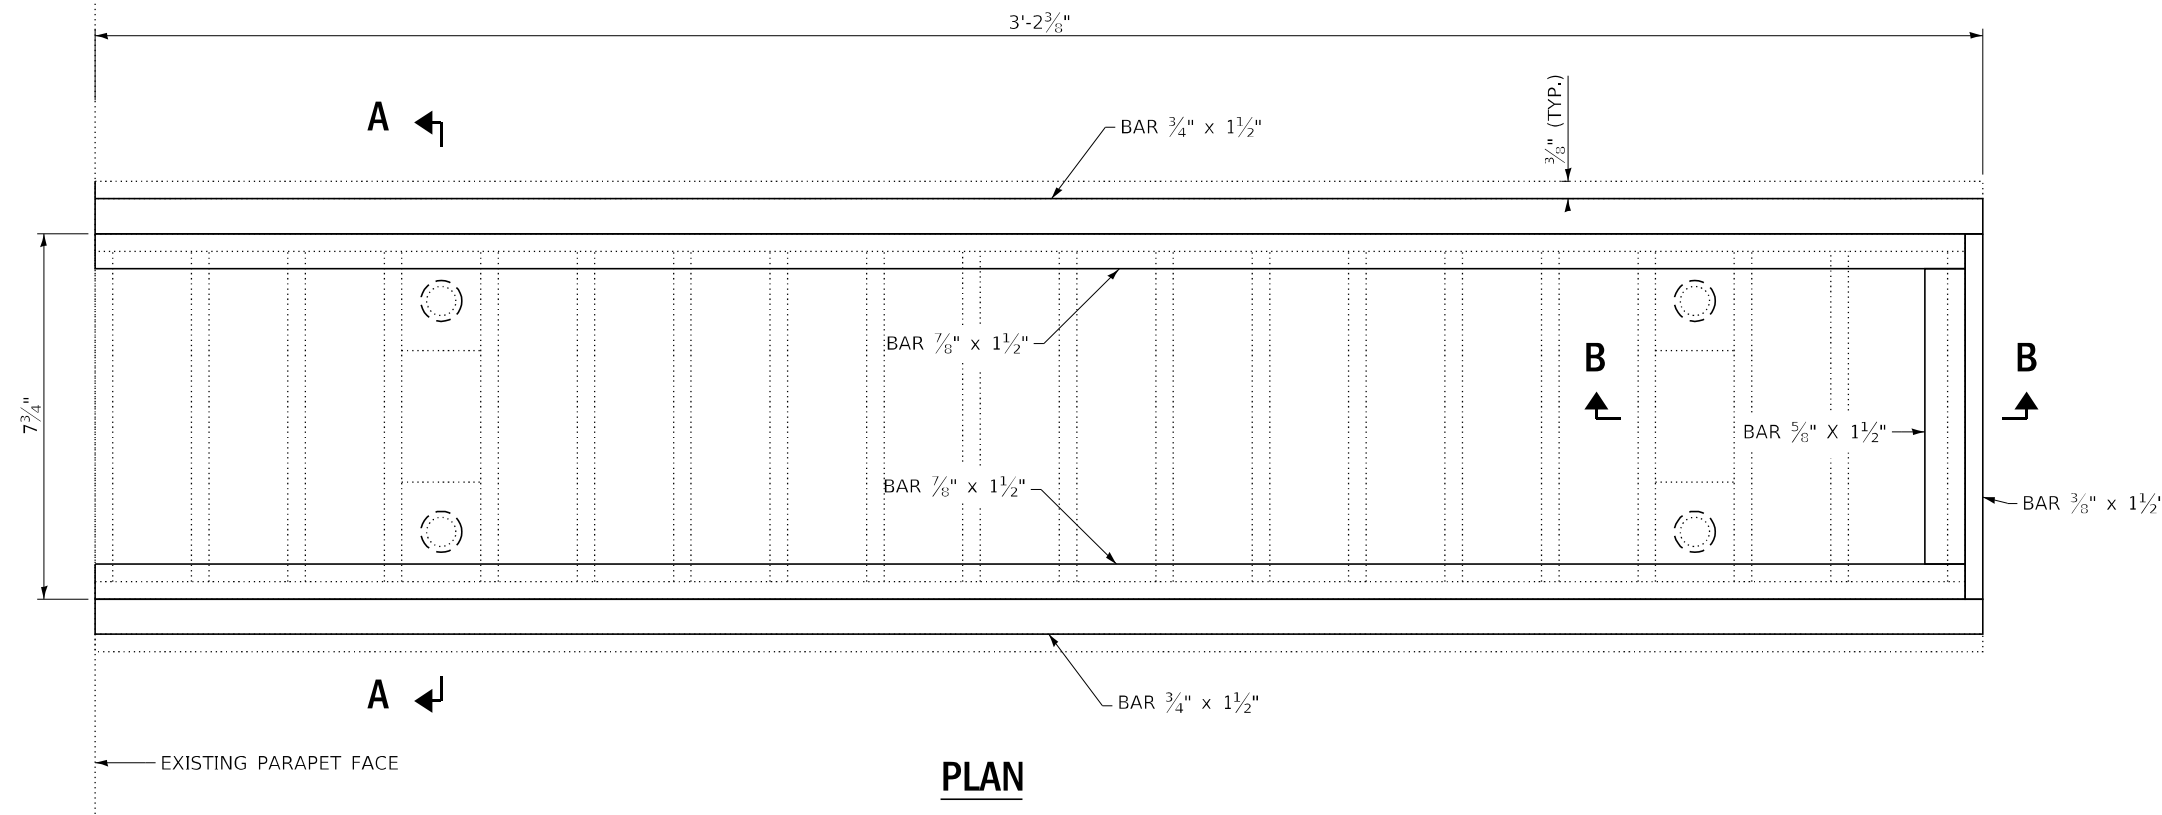 3'-2⅜"
A
BAR ¾" x 1½"
⅜" (TYP.)
BAR ⅞" x 1½"
B
B
7¾"
BAR ⅝" X 1½"
BAR ⅞" x 1½"
BAR ⅜" x 1½'
A
BAR ¾" x 1½"
EXISTING PARAPET FACE
PLAN